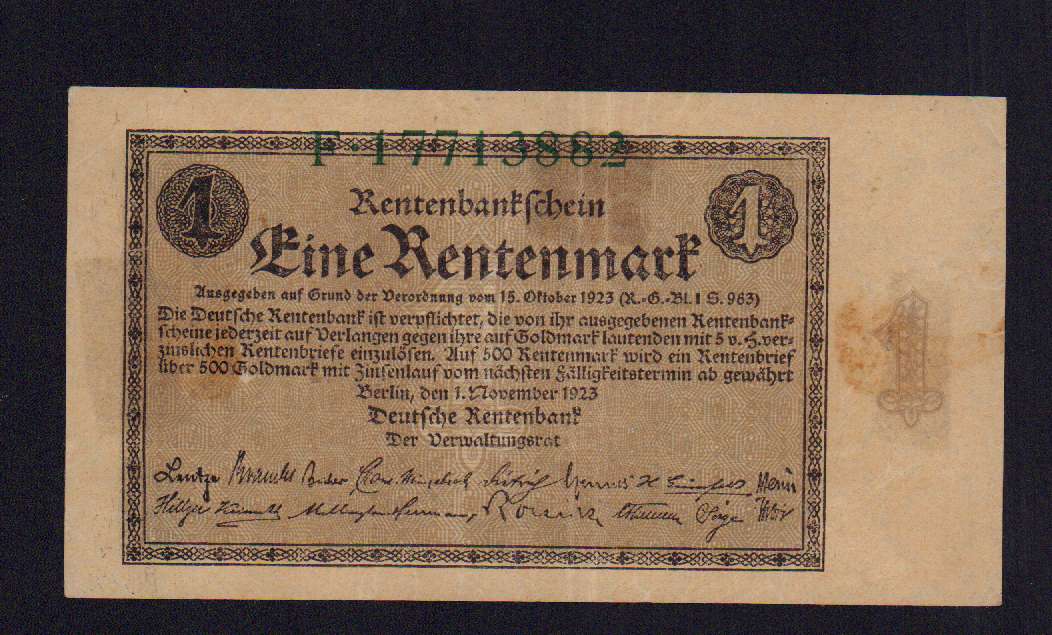 F·17713882
1 1
Rentenbankschein
Eine Rentenmark
Ausgegeben auf Grund der Verordnung vom 15. Oktober 1923 (R.-G.-Bl. I S. 963)
Die Deutsche Rentenbank ist verpflichtet, die von ihr ausgegebenen Rentenbank-
scheine jederzeit auf Verlangen gegen ihre auf Goldmark lautenden mit 5 v. H. ver-
zinslichen Rentenbriefe einzulösen. Auf 500 Rentenmark wird ein Rentenbrief
über 500 Goldmark mit Zinsenlauf vom nächsten Fälligkeitstermin ab gewährt
Berlin, den 1. November 1923
Deutsche Rentenbank
Der Verwaltungsrat
Lentze
Hillger
1